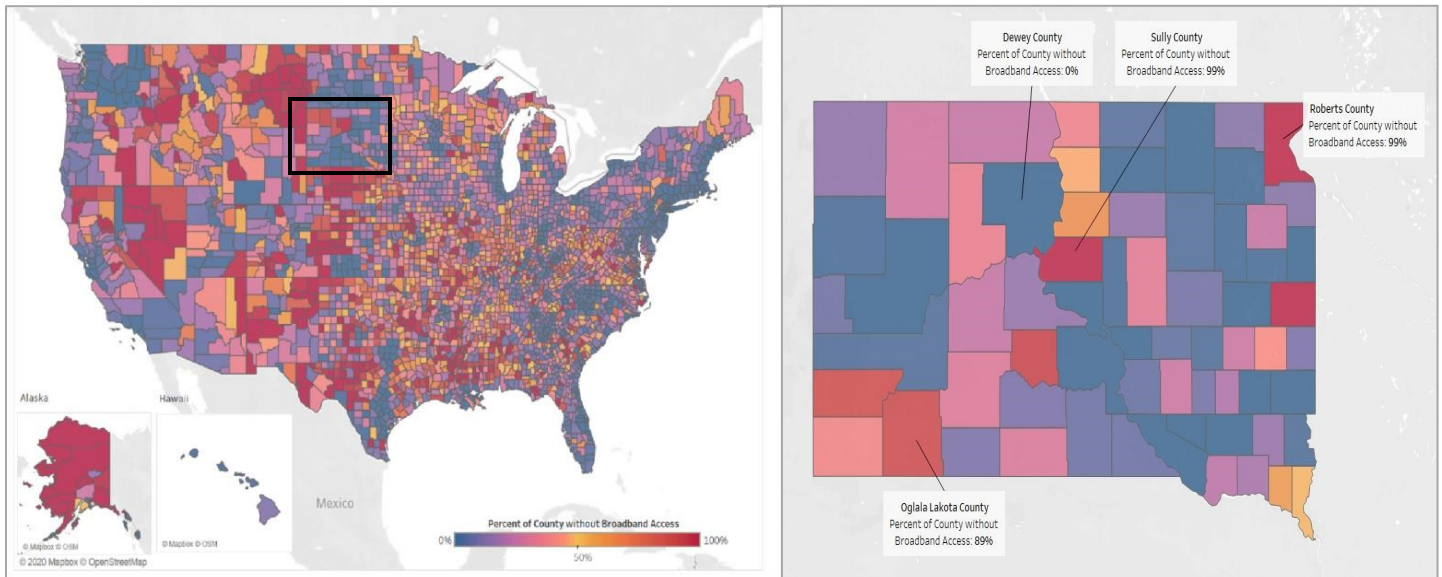 Alaska
Hawaii
Mexico
© Mapbox © OSM
© Mapbox © OSM
© 2020 Mapbox © OpenStreetMap
Percent of County without Broadband Access
0%
100%
50%
Dewey County
Percent of County without
Broadband Access: 0%
Sully County
Percent of County without
Broadband Access: 99%
Roberts County
Percent of County without
Broadband Access: 99%
Oglala Lakota County
Percent of County without
Broadband Access: 89%